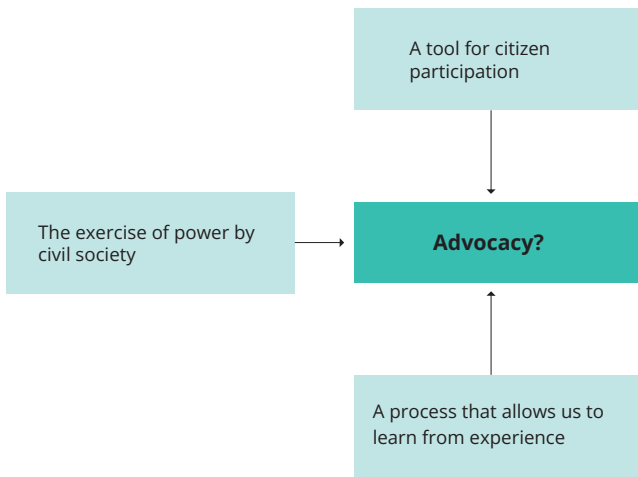 A tool for citizen
participation
The exercise of power by
civil society
Advocacy?
A process that allows us to
learn from experience